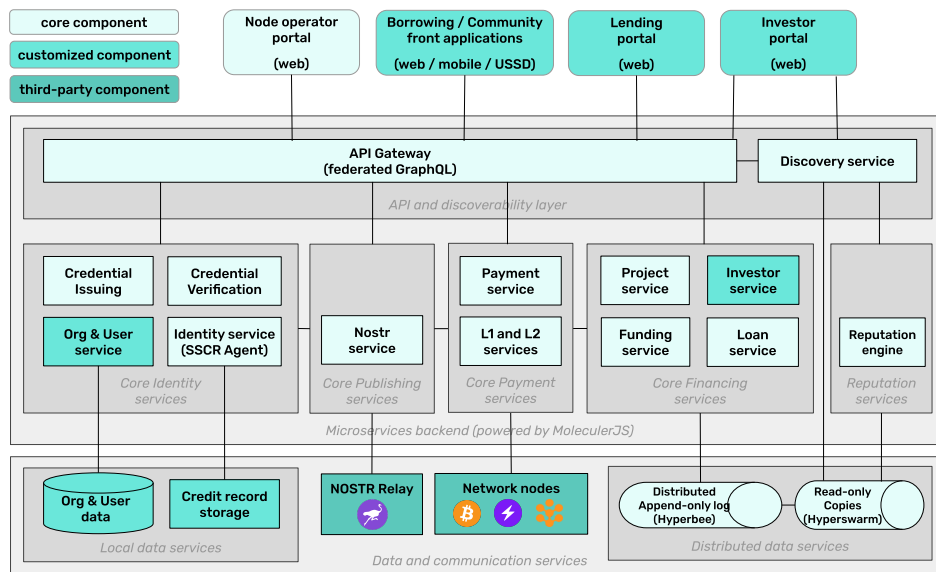 core component
customized component
third-party component
Node operator
portal
(web)
Borrowing / Community
front applications
(web / mobile / USSD)
Lending
portal
(web)
Investor
portal
(web)
API Gateway
(federated GraphQL)
Discovery service
API and discoverability layer
Credential
Issuing
Credential
Verification
Org & User
service
Identity service
(SSCR Agent)
Core Identity
services
Nostr
service
Core Publishing
services
Payment
service
L1 and L2
services
Core Payment
services
Project
service
Investor
service
Funding
service
Loan
service
Core Financing
services
Reputation
engine
Reputation
services
Microservices backend (powered by MoleculerJS)
Org & User
data
Credit record
storage
Local data services
NOSTR Relay
Network nodes
Distributed
Append-only log
(Hyperbee)
Read-only
Copies
(Hyperswarm)
Distributed data services
Data and communication services